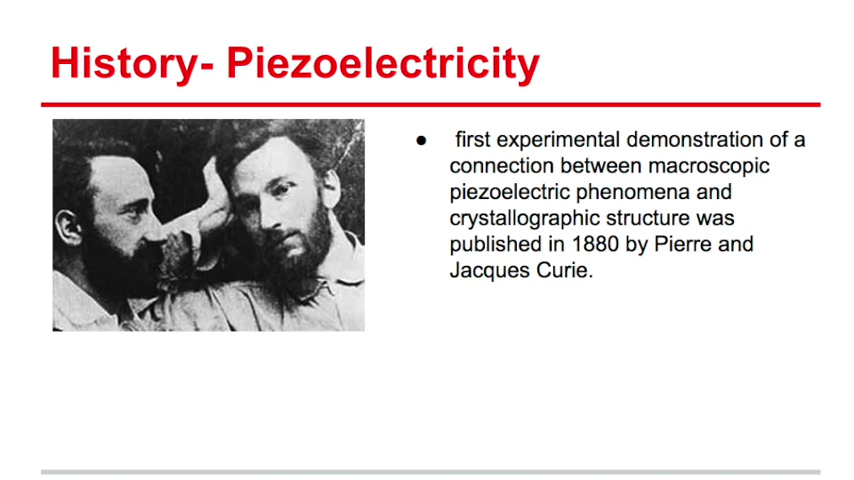 History- Piezoelectricity
● first experimental demonstration of a
connection between macroscopic
piezoelectric phenomena and
crystallographic structure was
published in 1880 by Pierre and
Jacques Curie.